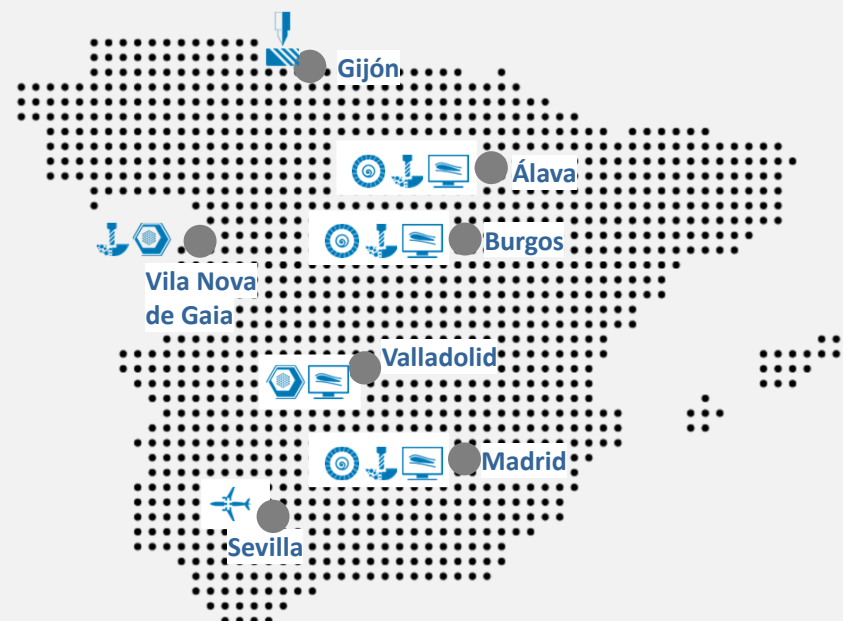 Gijón
Álava
Burgos
Vila Nova
de Gaia
Valladolid
Madrid
Sevilla